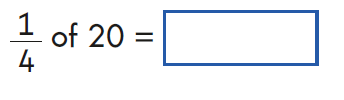 1/4 of 20 =